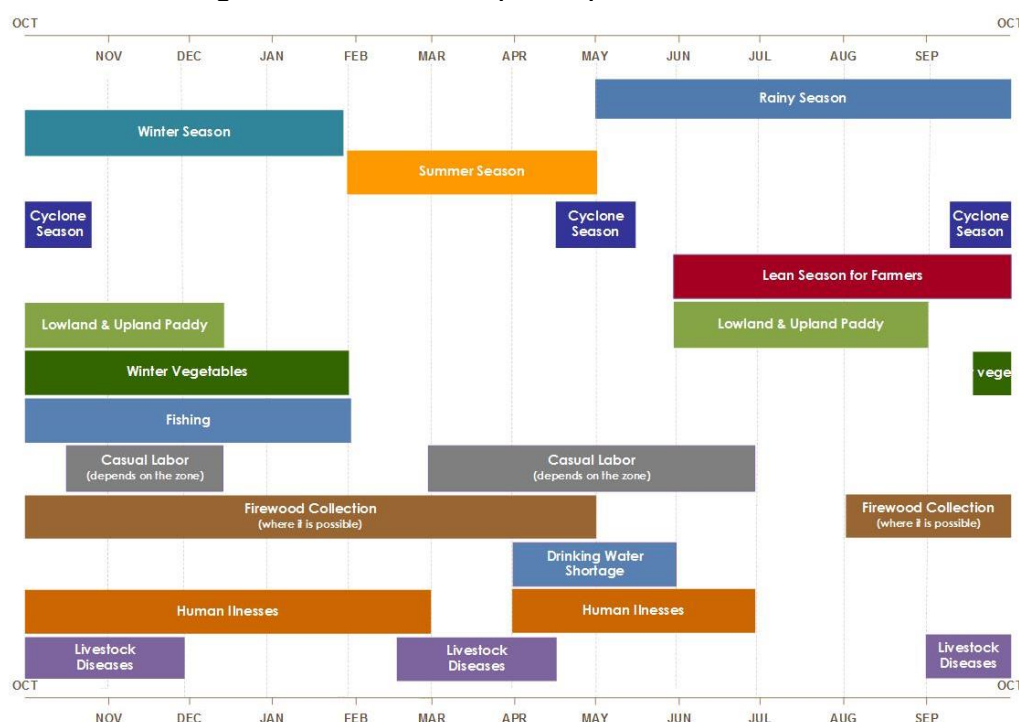 OCT OCT
NOV DEC JAN FEB MAR APR MAY JUN JUL AUG SEP
Rainy Season
Winter Season
Summer Season
Cyclone
Season
Cyclone
Season
Cyclone
Season
Lean Season for Farmers
Lowland & Upland Paddy
Lowland & Upland Paddy
Winter Vegetables
vege
Fishing
Casual Labor
(depends on the zone)
Casual Labor
(depends on the zone)
Firewood Collection
(where it is possible)
Firewood Collection
(where it is possible)
Drinking Water
Shortage
Human Ilnesses
Human Ilnesses
Livestock
Diseases
Livestock
Diseases
Livestock
Diseases
OCT OCT
NOV DEC JAN FEB MAR APR MAY JUN JUL AUG SEP